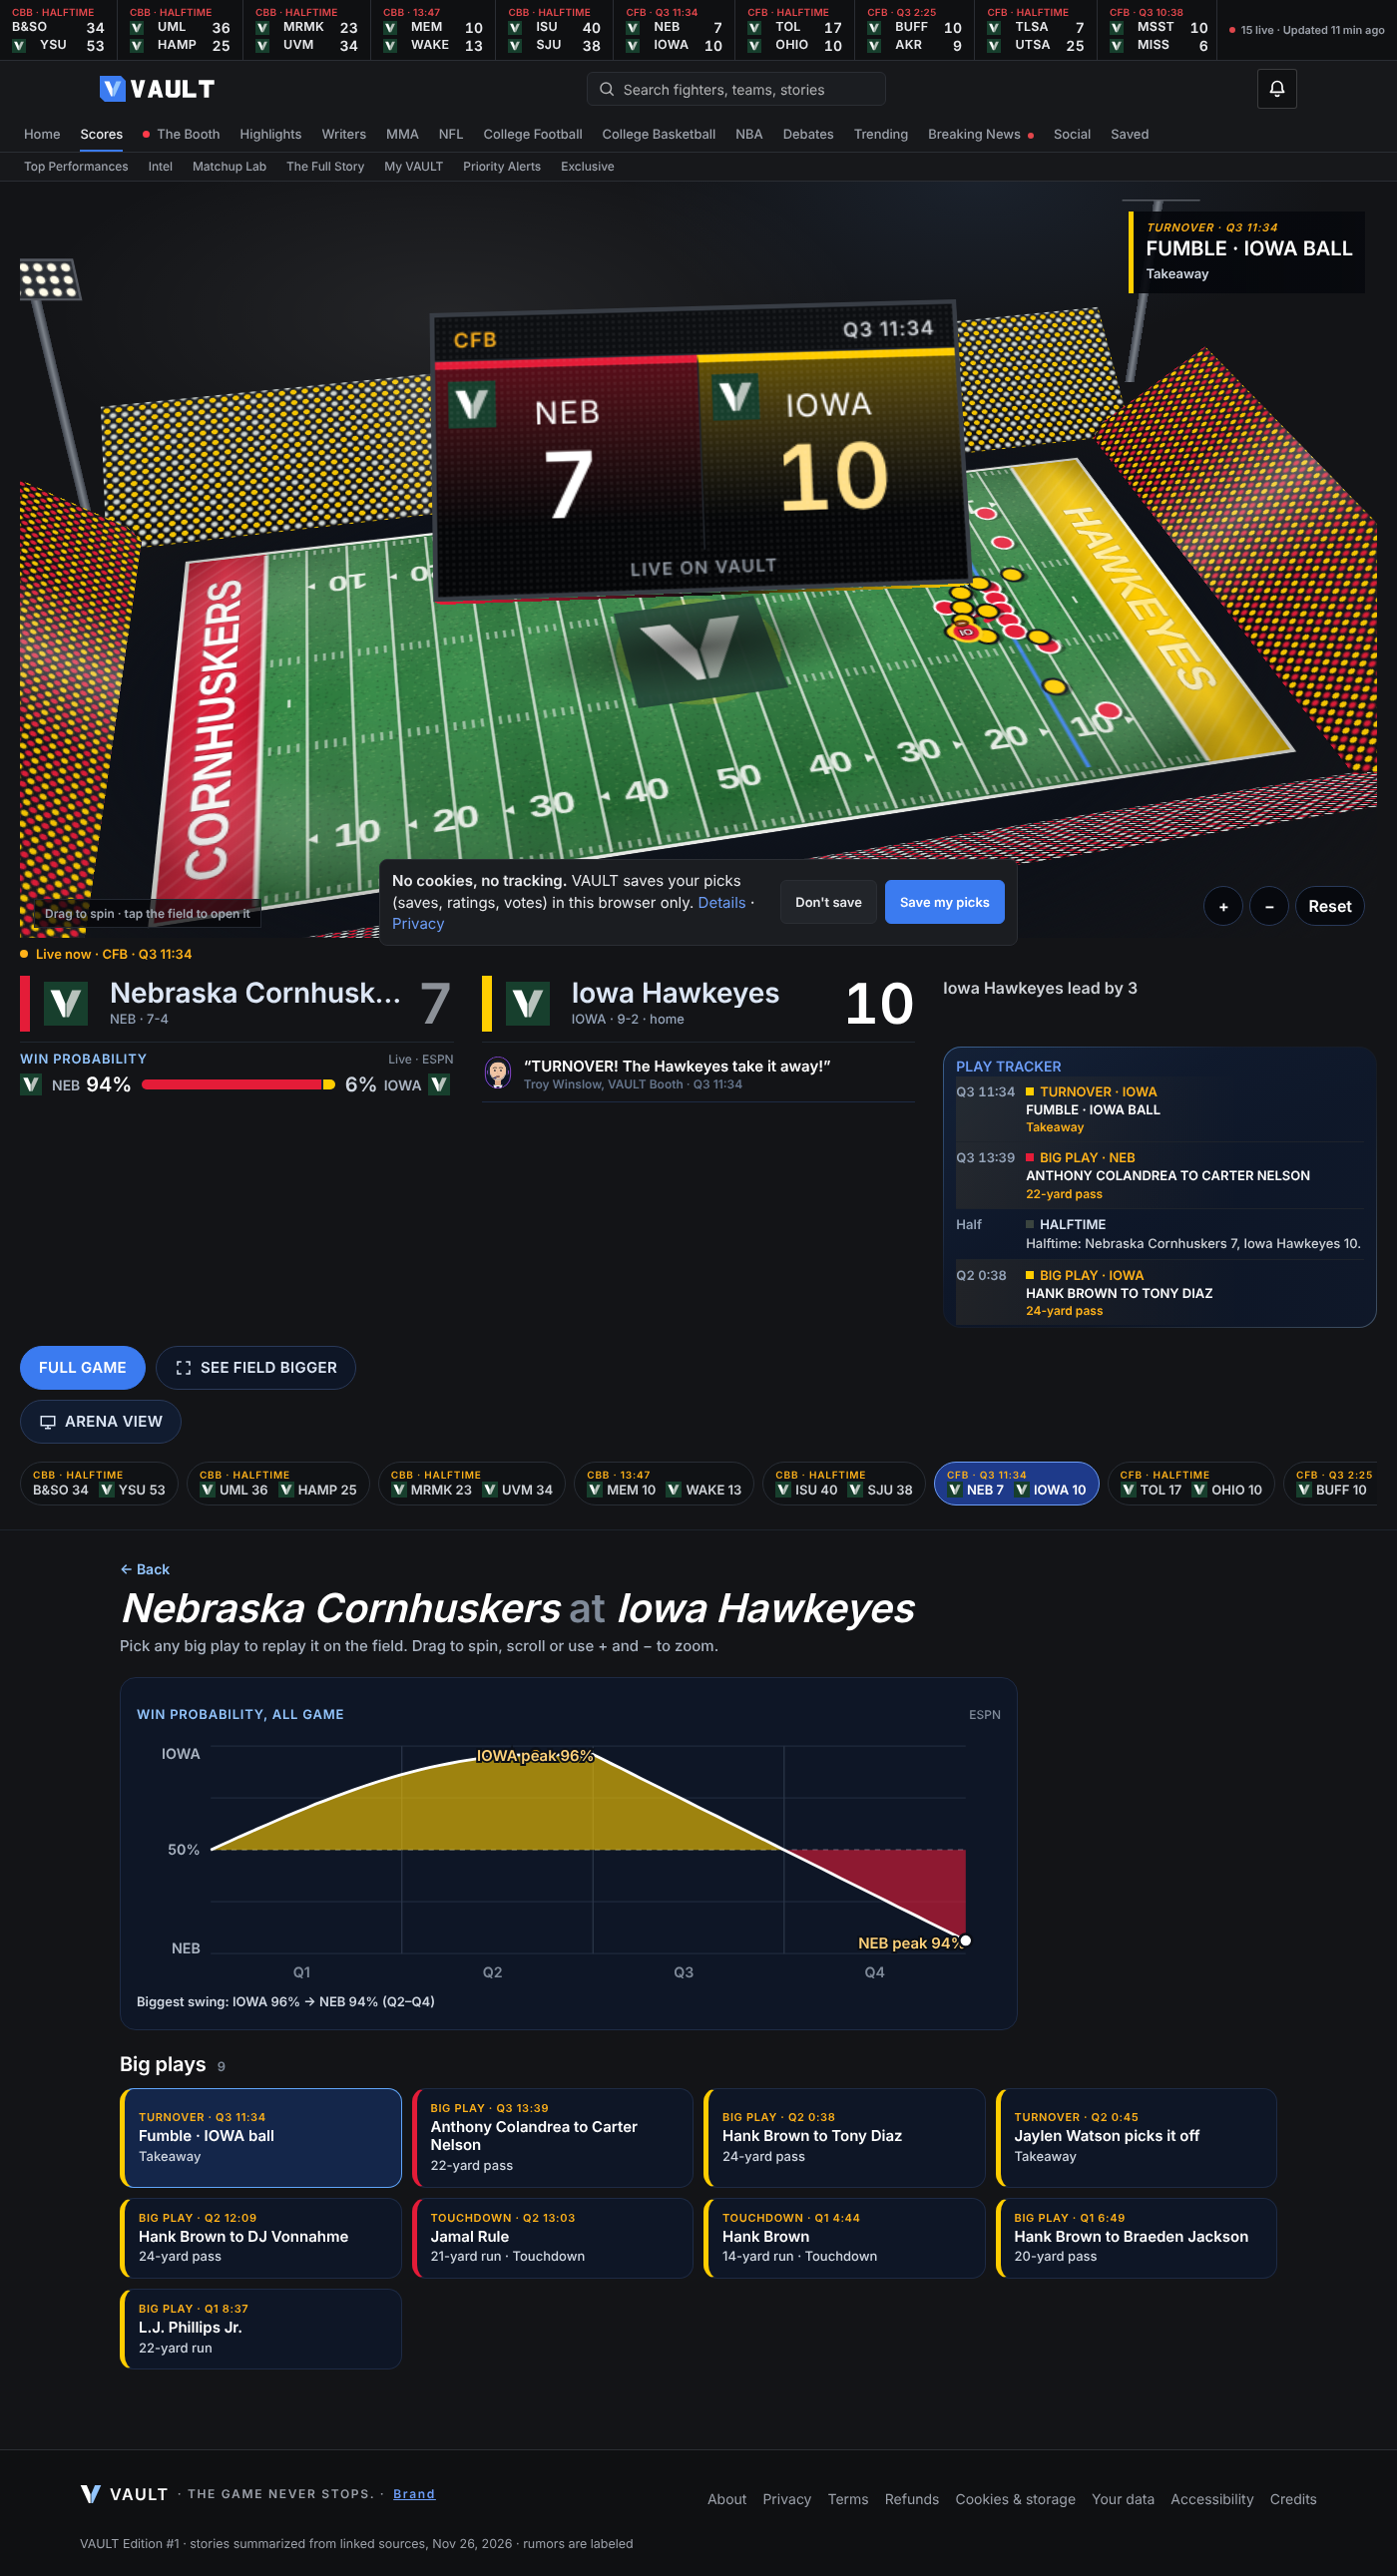 CBB · HALFTIME
B&SO 34
YSU 53
CBB · HALFTIME
UML 36
HAMP 25
CBB · HALFTIME
MRMK 23
UVM 34
CBB · 13:47
MEM 10
WAKE 13
CBB · HALFTIME
ISU 40
SJU 38
CFB · Q3 11:34
NEB 7
IOWA 10
CFB · HALFTIME
TOL 17
OHIO 10
CFB · Q3 2:25
BUFF 10
AKR 9
CFB · HALFTIME
TLSA 7
UTSA 25
CFB · Q3 10:38
MSST 10
MISS 6
15 live · Updated 11 min ago
VAULT
Search fighters, teams, stories
Home Scores The Booth Highlights Writers MMA NFL College Football College Basketball NBA Debates Trending Breaking News Social Saved
Top Performances Intel Matchup Lab The Full Story My VAULT Priority Alerts Exclusive
TURNOVER · Q3 11:34
FUMBLE · IOWA BALL
Takeaway
CFB Q3 11:34
NEB IOWA
7 10
LIVE ON VAULT
CORNHUSKERS
HAWKEYES
10
10 20 30 40 50 40 30 20 10
IO
Drag to spin · tap the field to open it
No cookies, no tracking. VAULT saves your picks
(saves, ratings, votes) in this browser only. Details ·
Privacy
Don't save
Save my picks
+ − Reset
Live now · CFB · Q3 11:34
Nebraska Cornhusk... 7
NEB · 7-4
Iowa Hawkeyes 10
IOWA · 9-2 · home
Iowa Hawkeyes lead by 3
WIN PROBABILITY Live · ESPN
NEB 94% 6% IOWA
“TURNOVER! The Hawkeyes take it away!”
Troy Winslow, VAULT Booth · Q3 11:34
PLAY TRACKER
Q3 11:34 TURNOVER · IOWA
FUMBLE · IOWA BALL
Takeaway
Q3 13:39 BIG PLAY · NEB
ANTHONY COLANDREA TO CARTER NELSON
22-yard pass
Half HALFTIME
Halftime: Nebraska Cornhuskers 7, Iowa Hawkeyes 10.
Q2 0:38 BIG PLAY · IOWA
HANK BROWN TO TONY DIAZ
24-yard pass
FULL GAME
SEE FIELD BIGGER
ARENA VIEW
CBB · HALFTIME
B&SO 34 YSU 53
CBB · HALFTIME
UML 36 HAMP 25
CBB · HALFTIME
MRMK 23 UVM 34
CBB · 13:47
MEM 10 WAKE 13
CBB · HALFTIME
ISU 40 SJU 38
CFB · Q3 11:34
NEB 7 IOWA 10
CFB · HALFTIME
TOL 17 OHIO 10
CFB · Q3 2:25
BUFF 10
← Back
Nebraska Cornhuskers at Iowa Hawkeyes
Pick any big play to replay it on the field. Drag to spin, scroll or use + and − to zoom.
WIN PROBABILITY, ALL GAME ESPN
IOWA
IOWA peak 96%
50%
NEB
NEB peak 94%
Q1 Q2 Q3 Q4
Biggest swing: IOWA 96% → NEB 94% (Q2–Q4)
Big plays 9
TURNOVER · Q3 11:34
Fumble · IOWA ball
Takeaway
BIG PLAY · Q3 13:39
Anthony Colandrea to Carter
Nelson
22-yard pass
BIG PLAY · Q2 0:38
Hank Brown to Tony Diaz
24-yard pass
TURNOVER · Q2 0:45
Jaylen Watson picks it off
Takeaway
BIG PLAY · Q2 12:09
Hank Brown to DJ Vonnahme
24-yard pass
TOUCHDOWN · Q2 13:03
Jamal Rule
21-yard run · Touchdown
TOUCHDOWN · Q1 4:44
Hank Brown
14-yard run · Touchdown
BIG PLAY · Q1 6:49
Hank Brown to Braeden Jackson
20-yard pass
BIG PLAY · Q1 8:37
L.J. Phillips Jr.
22-yard run
VAULT · THE GAME NEVER STOPS. · Brand
About Privacy Terms Refunds Cookies & storage Your data Accessibility Credits
VAULT Edition #1 · stories summarized from linked sources, Nov 26, 2026 · rumors are labeled